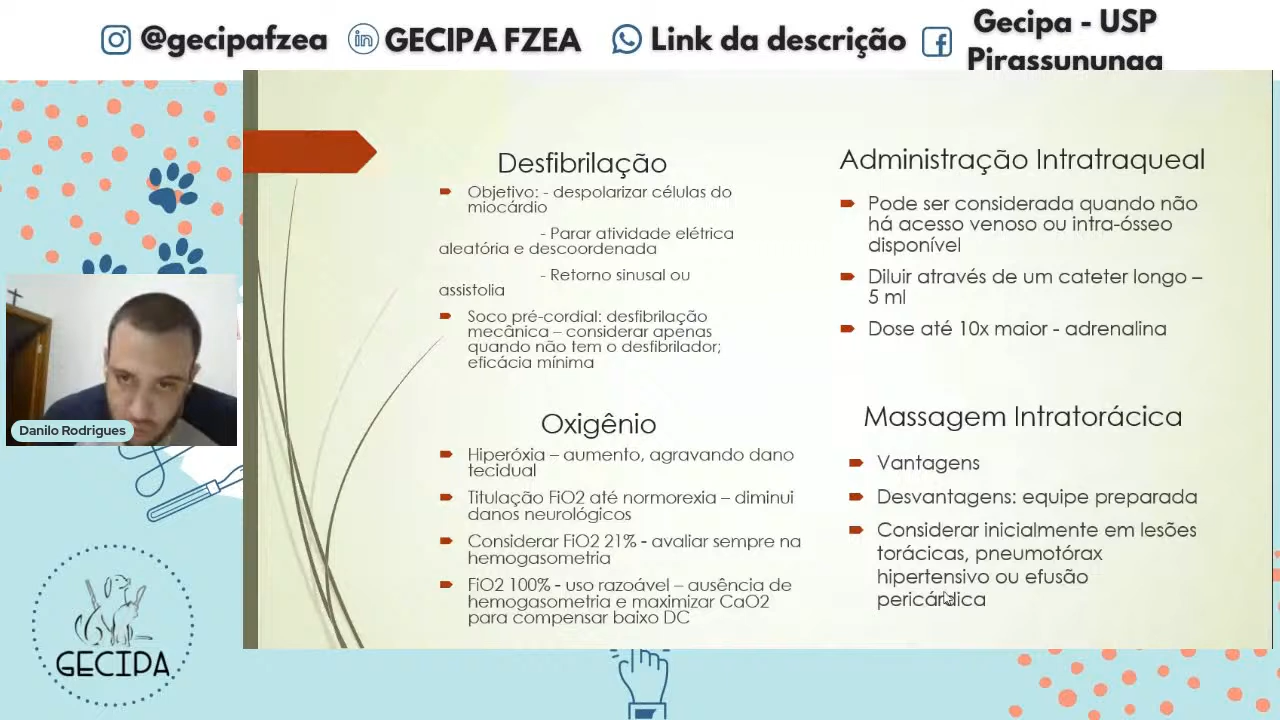 @gecipafzea
GECIPA FZEA
Link da descrição
Gecipa - USP
Pirassununga
Desfibrilação
Objetivo: - despolarizar células do
miocárdio
- Parar atividade elétrica
aleatória e descoordenada
- Retorno sinusal ou
assistolia
Soco pré-cordial: desfibrilação
mecânica – considerar apenas
quando não tem o desfibrilador;
eficácia mínima
Administração Intratraqueal
Pode ser considerada quando não
há acesso venoso ou intra-ósseo
disponível
Diluir através de um cateter longo –
5 ml
Dose até 10x maior - adrenalina
Oxigênio
Hiperóxia – aumento, agravando dano
tecidual
Titulação FiO2 até normorexia – diminui
danos neurológicos
Considerar FiO2 21% - avaliar sempre na
hemogasometria
FiO2 100% - uso razoável – ausência de
hemogasometria e maximizar CaO2
para compensar baixo DC
Massagem Intratorácica
Vantagens
Desvantagens: equipe preparada
Considerar inicialmente em lesões
torácicas, pneumotórax
hipertensivo ou efusão
pericárdica
Danilo Rodrigues
GECIPA